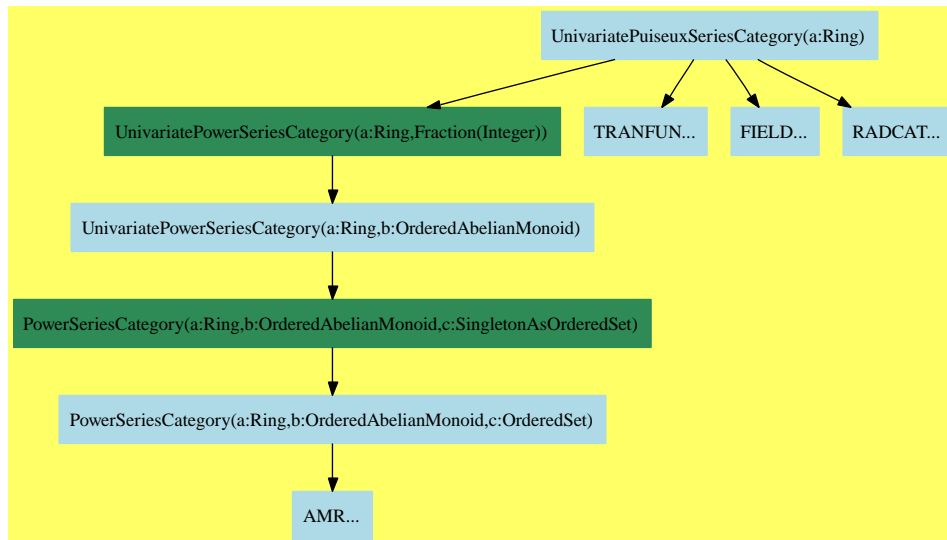 UnivariatePuiseuxSeriesCategory(a:Ring)
UnivariatePowerSeriesCategory(a:Ring,Fraction(Integer))
TRANFUN...
FIELD...
RADCAT...
UnivariatePowerSeriesCategory(a:Ring,b:OrderedAbelianMonoid)
PowerSeriesCategory(a:Ring,b:OrderedAbelianMonoid,c:SingletonAsOrderedSet)
PowerSeriesCategory(a:Ring,b:OrderedAbelianMonoid,c:OrderedSet)
AMR...